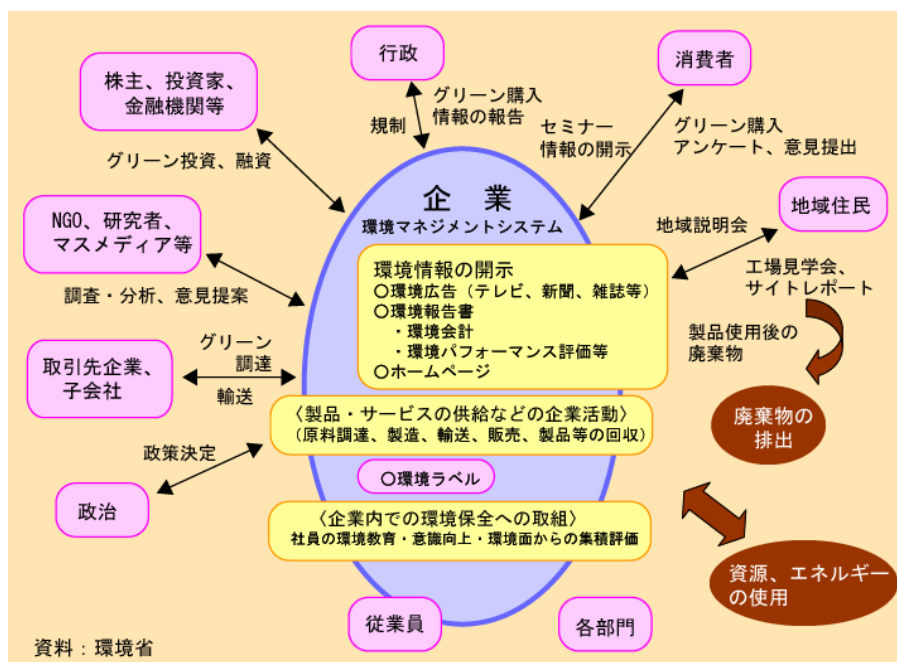 行政
消費者
株主、投資家、
金融機関等
グリーン購入
情報の報告
規制
セミナー
情報の開示
グリーン購入
アンケート、意見提出
グリーン投資、融資
企 業
環境マネジメントシステム
地域住民
地域説明会
NGO、研究者、
マスメディア等
工場見学会、
サイトレポート
環境情報の開示
○環境広告（テレビ、新聞、雑誌等）
○環境報告書
・環境会計
・環境パフォーマンス評価等
○ホームページ
調査・分析、意見提案
製品使用後の
廃棄物
グリーン
調達
輸送
取引先企業、
子会社
〈製品・サービスの供給などの企業活動〉
（原料調達、製造、輸送、販売、製品等の回収）
廃棄物の
排出
政策決定
○環境ラベル
政治
〈企業内での環境保全への取組〉
社員の環境教育・意識向上・環境面からの集積評価
資源、エネルギー
の使用
従業員
各部門
資料：環境省